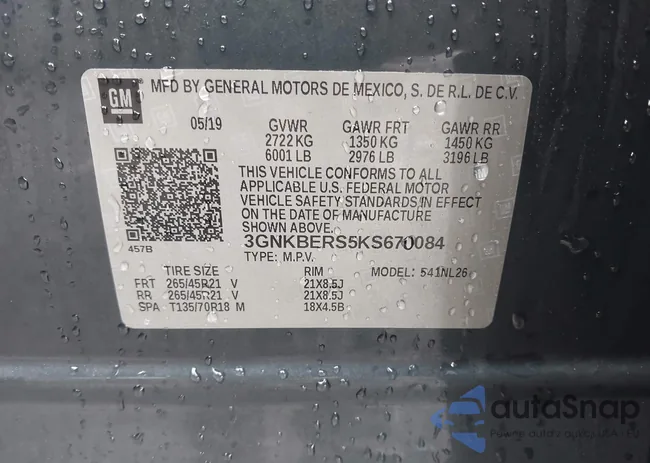 GM MFD BY GENERAL MOTORS DE MEXICO, S. DE R.L. DE C.V.
05/19 GVWR GAWR FRT GAWR RR
2722 KG 1350 KG 1450 KG
6001 LB 2976 LB 3196 LB
THIS VEHICLE CONFORMS TO ALL
APPLICABLE U.S. FEDERAL MOTOR
VEHICLE SAFETY STANDARDS IN EFFECT
ON THE DATE OF MANUFACTURE
SHOWN ABOVE.
457B
3GNKBERS5KS670084
TYPE: M.P.V. MODEL: 541NL26
TIRE SIZE RIM
FRT 265/45R21 V 21X8.5J
RR 265/45R21 V 21X8.5J
SPA T135/70R18 M 18X4.5B
autoSnap